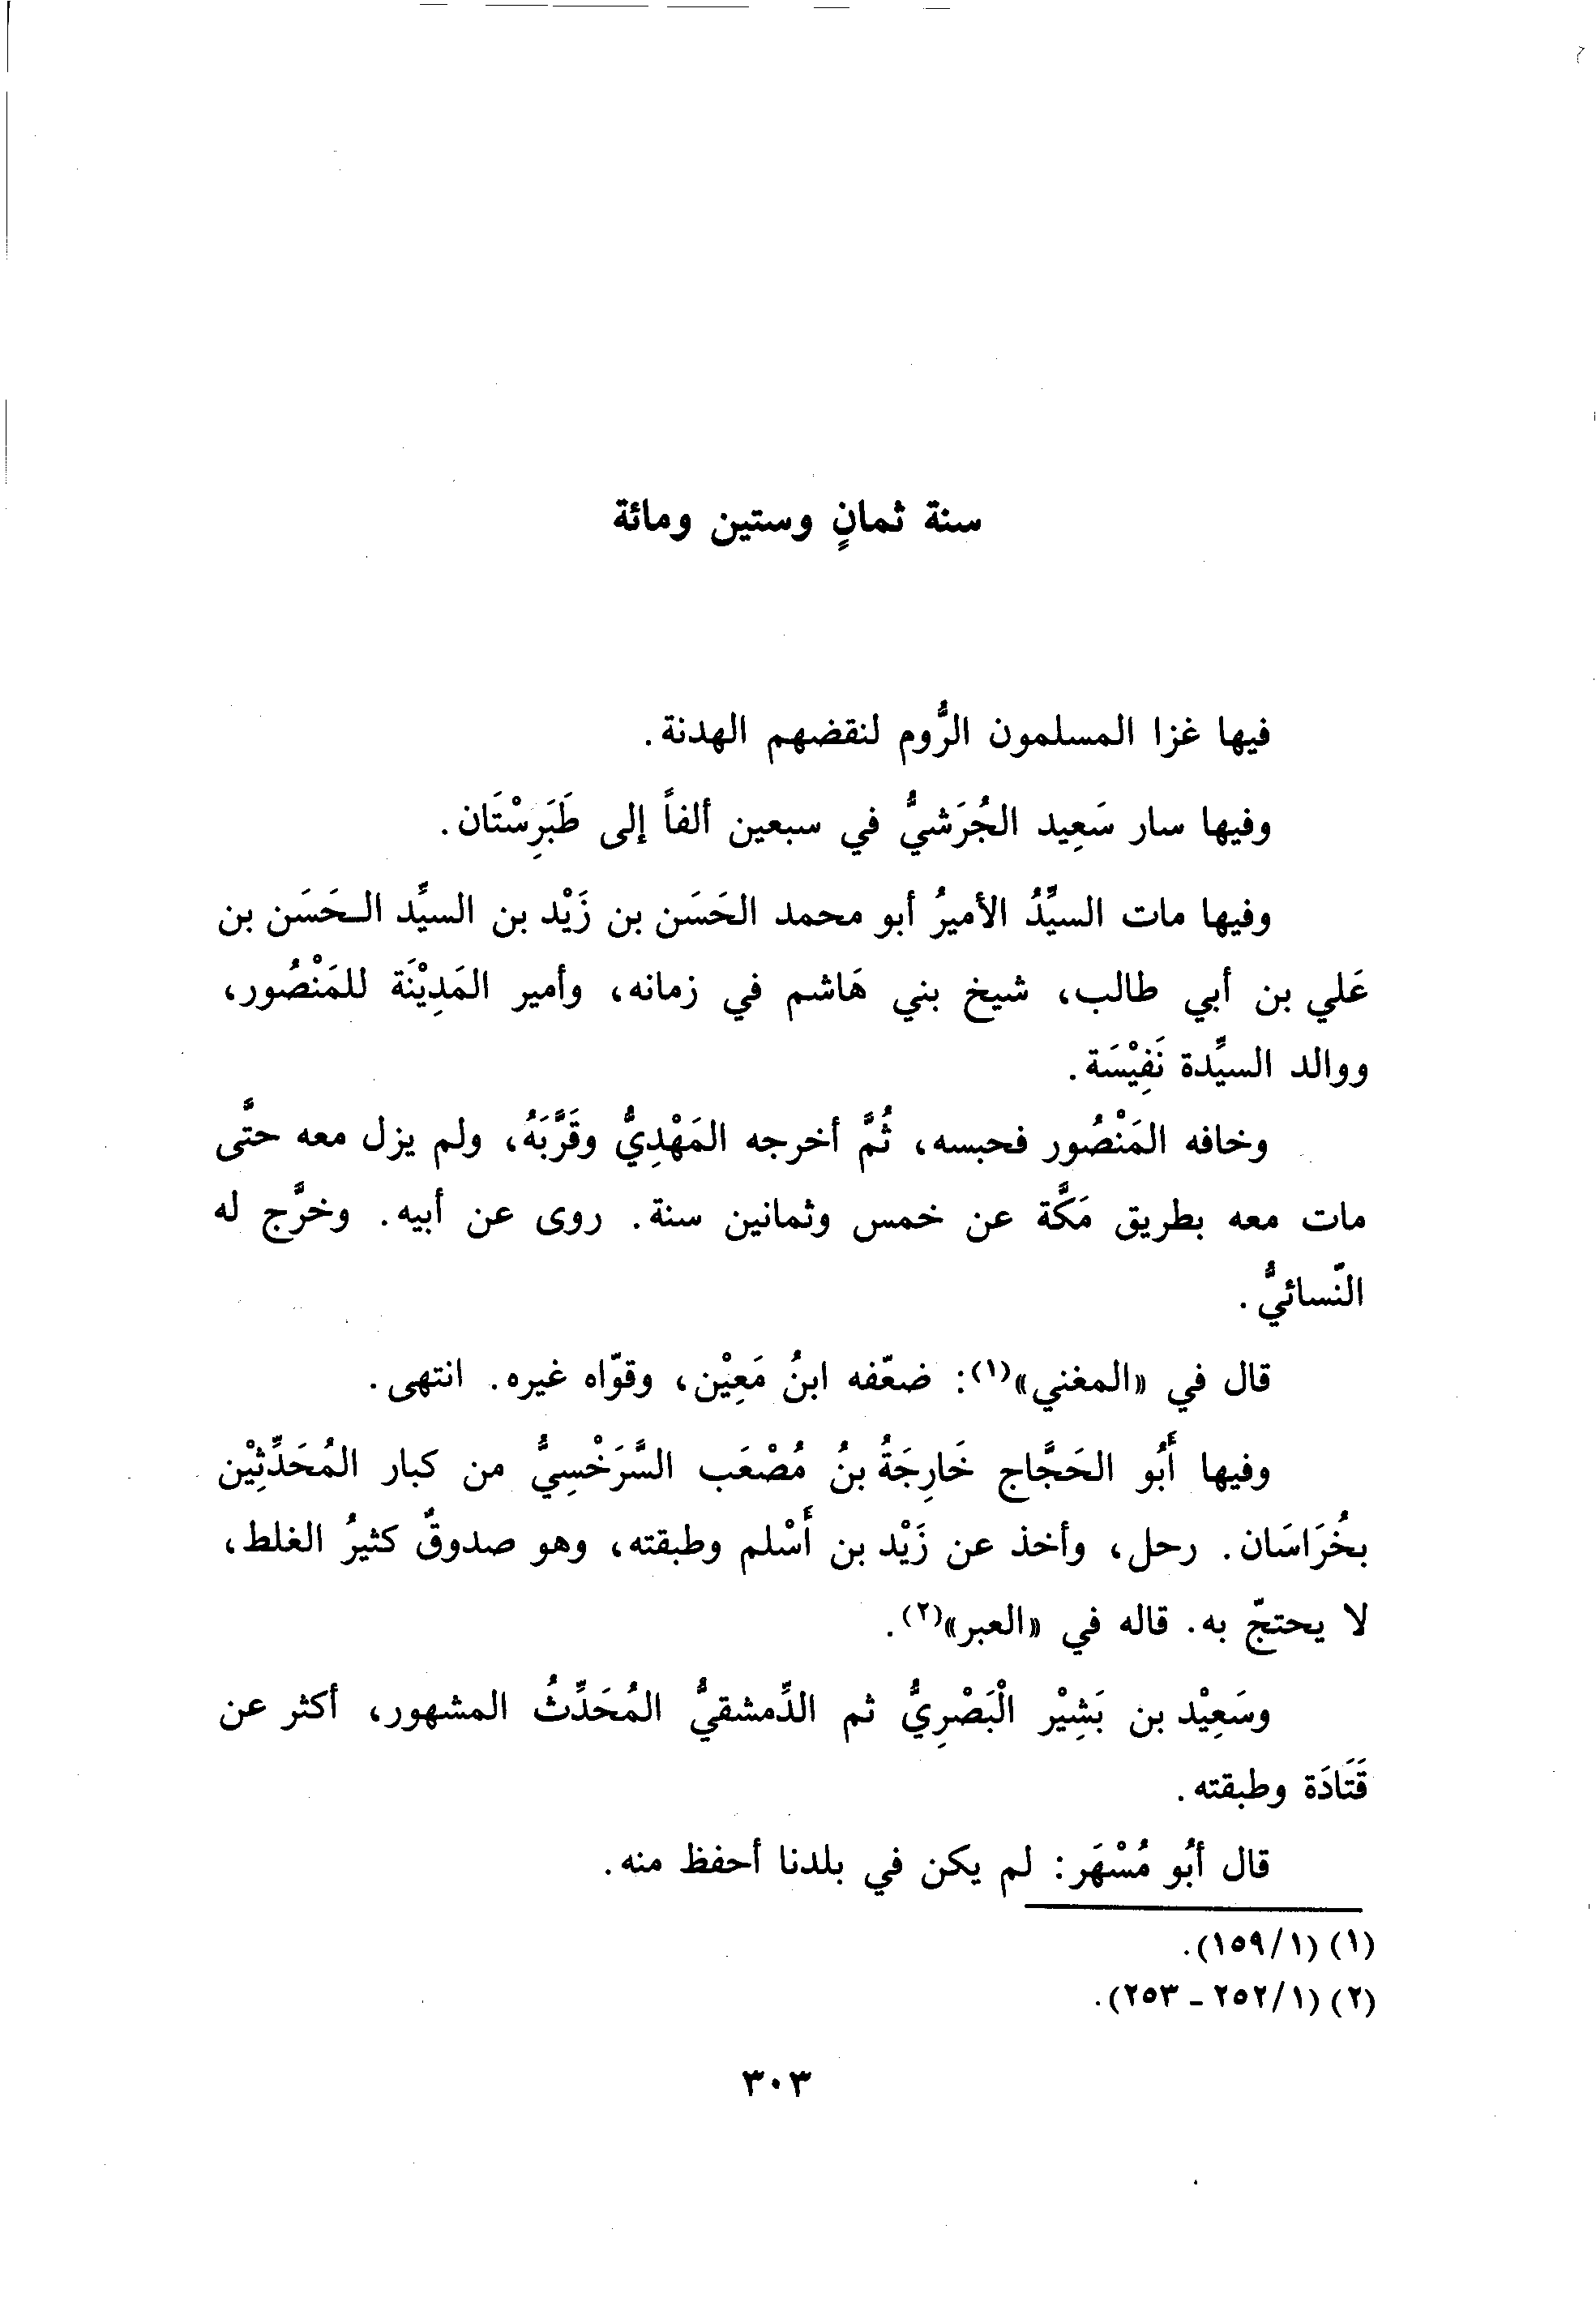 سنة ثمانٍ وستين ومائة
فيها غزا المسلمون الرُّوم لنقضهم الهدنة.
وفيها سار سَعِيد الجُرَشيُّ في سبعين ألفاً إلى طَبَرِسْتَان.
وفيها مات السيِّدُ الأميرُ أبو محمد الحَسَن بن زَيْد بن السيِّد الحَسَن بن
عَلي بن أبي طالب، شيخ بني هَاشم في زمانه، وأمير المَدِيْنَة للمَنْصُور،
ووالد السيِّدة نَفِيْسَة.
وخافه المَنْصُور فحبسه، ثُمَّ أخرجه المَهْدِيُّ وقَرَّبَهُ، ولم يزل معه حتَّى
مات معه بطريق مَكَّة عن خمس وثمانين سنة. روى عن أبيه. وخرَّج له
النّسائيُّ.
قال في «المغني»(١): ضعّفه ابنُ مَعِيْن، وقوّاه غيره. انتهى.
وفيها أَبُو الحَجَّاج خَارِجَةُ بنُ مُصْعَب السَّرَخْسِيُّ من كبار المُحَدِّثِيْن
بخُرَاسَان. رحل، وأخذ عن زَيْد بن أَسْلم وطبقته، وهو صدوقٌ كثيرُ الغلط،
لا يحتجّ به. قاله في «العبر»(٢).
وسَعِيْد بن بَشِيْر الْبَصْرِيُّ ثم الدِّمشقيُّ المُحَدِّثُ المشهور، أكثر عن
قَتَادَة وطبقته.
قال أبُو مُسْهَر: لم يكن في بلدنا أحفظ منه.
(١) (١/١٥٩).
(٢) (١/٢٥٢ - ٢٥٣).
٣٠٣